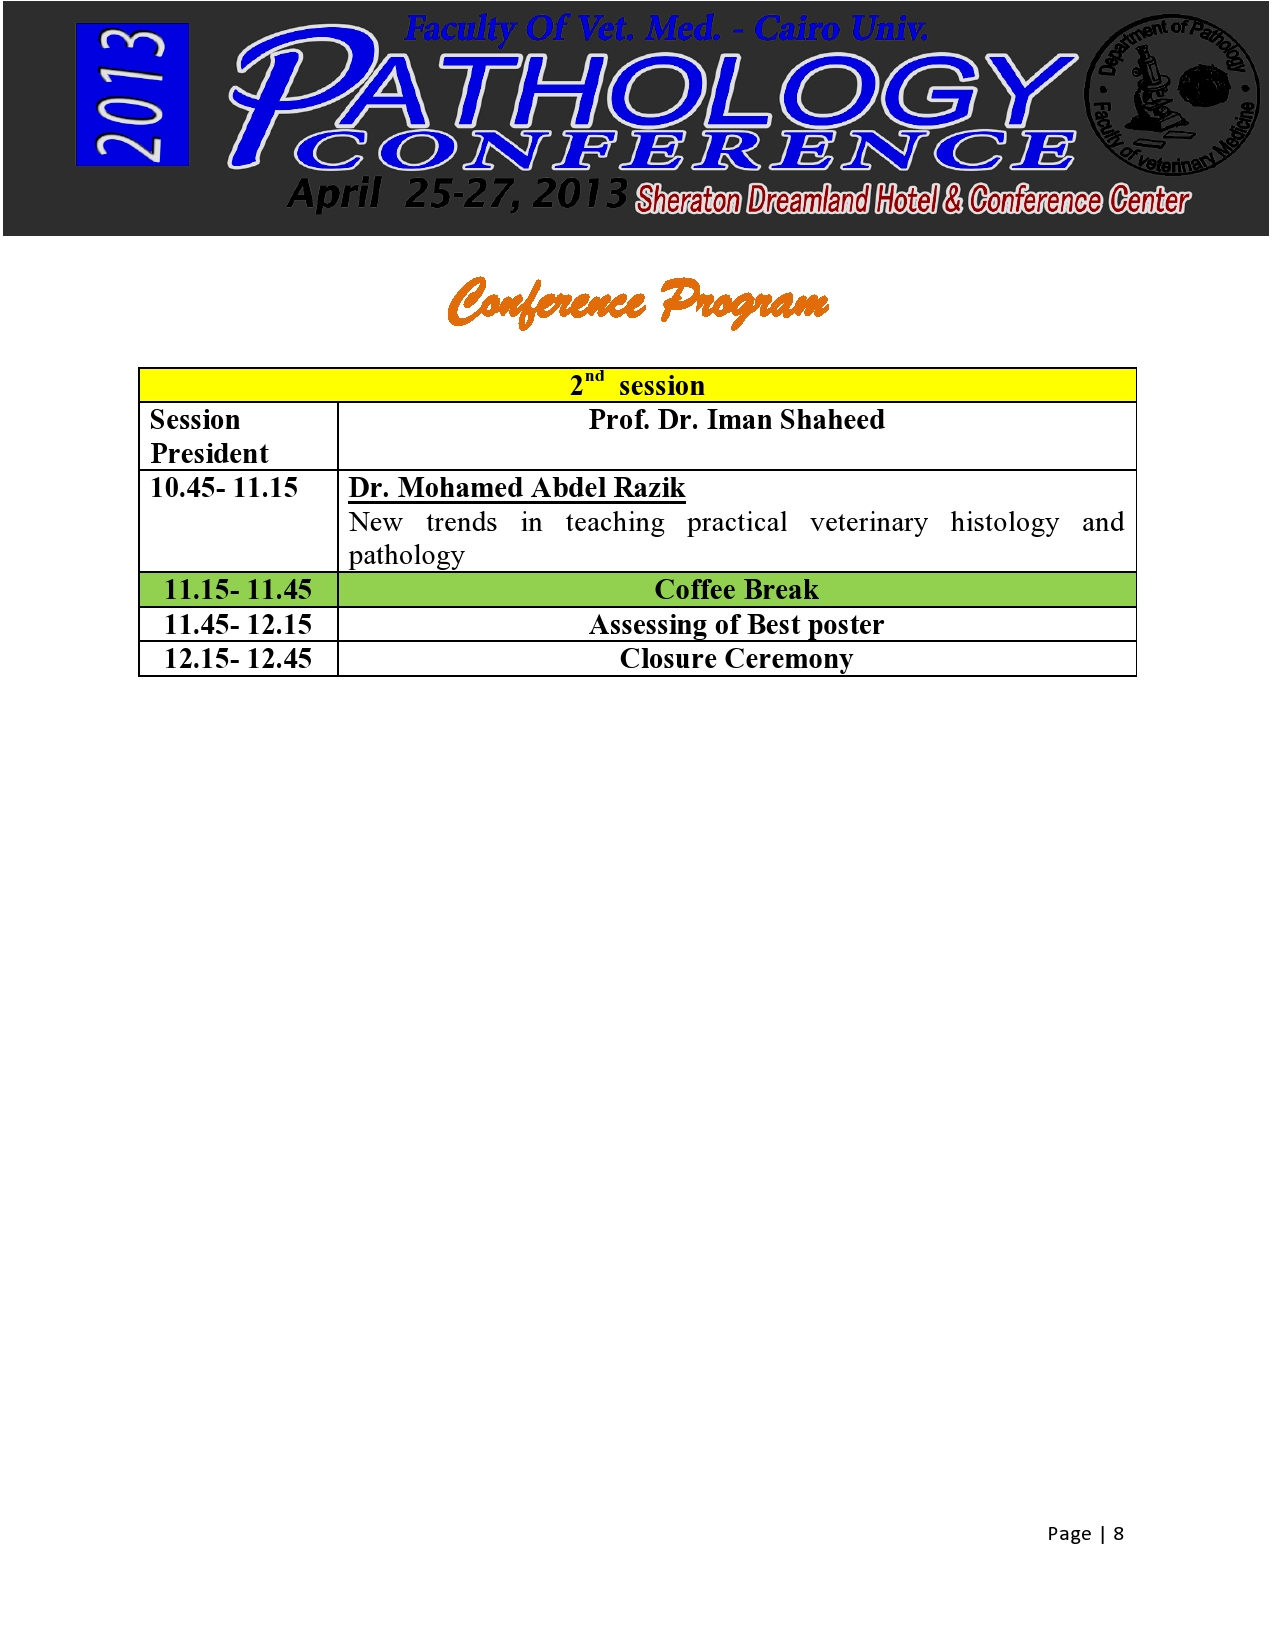 2013
Faculty Of Vet. Med. - Cairo Univ.
PATHOLOGY
CONFERENCE
April 25-27, 2013 Sheraton Dreamland Hotel & Conference Center
Department of Pathology
• Faculty of veterinary Medicine •
Conference Program
2nd session
Session President Prof. Dr. Iman Shaheed
10.45- 11.15 Dr. Mohamed Abdel Razik
New trends in teaching practical veterinary histology and
pathology
11.15- 11.45 Coffee Break
11.45- 12.15 Assessing of Best poster
12.15- 12.45 Closure Ceremony
Page | 8